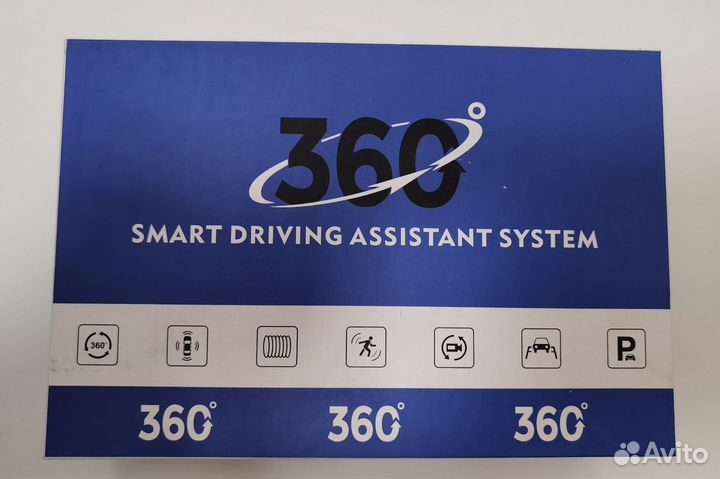 360°
SMART DRIVING ASSISTANT SYSTEM
360°
P
360° 360° 360°
Avito